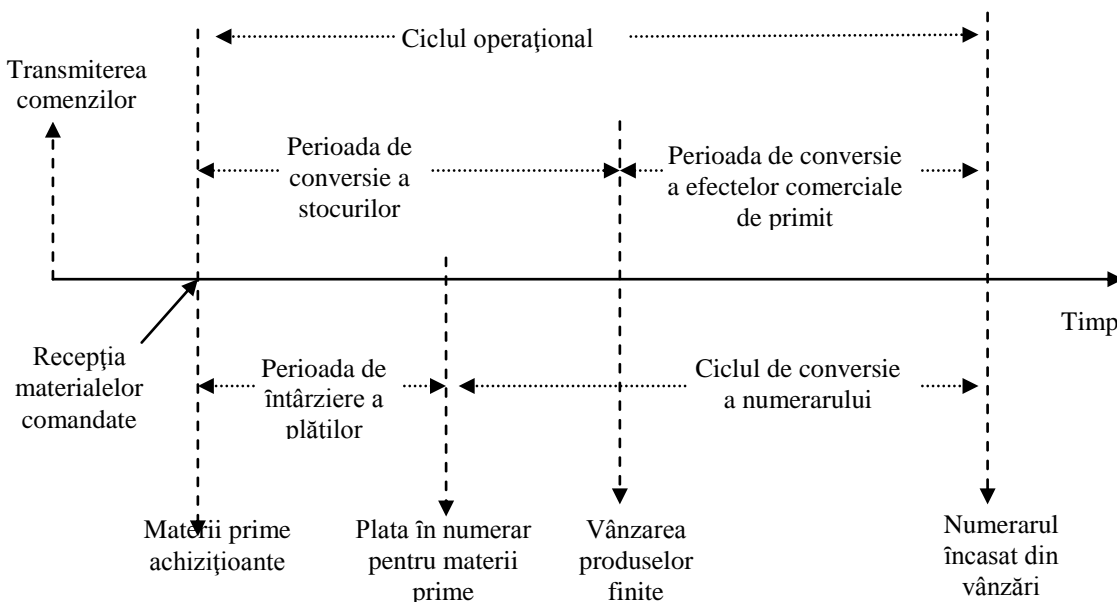 Ciclul operaţional
Transmiterea
comenzilor
Perioada de
conversie a
stocurilor
Perioada de conversie
a efectelor comerciale
de primit
Timp
Recepţia
materialelor
comandate
Perioada de
întârziere a
plăţilor
Ciclul de conversie
a numerarului
Materii prime
achiziţioante
Plata în numerar
pentru materii
prime
Vânzarea
produselor
finite
Numerarul
încasat din
vânzări